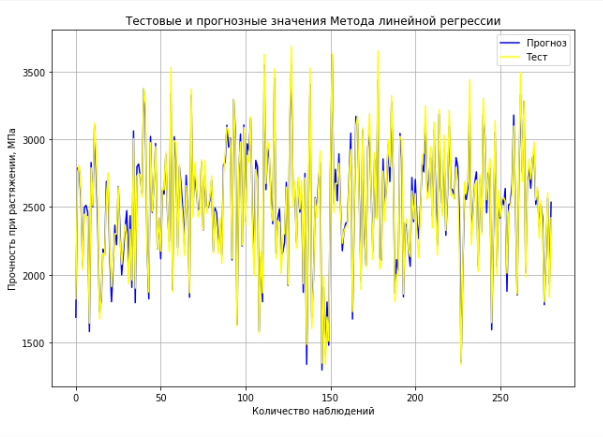 Тестовые и прогнозные значения Метода линейной регрессии
Прогноз
Тест
Прочность при растяжении, МПа
3500
3000
2500
2000
1500
0 50 100 150 200 250
Количество наблюдений